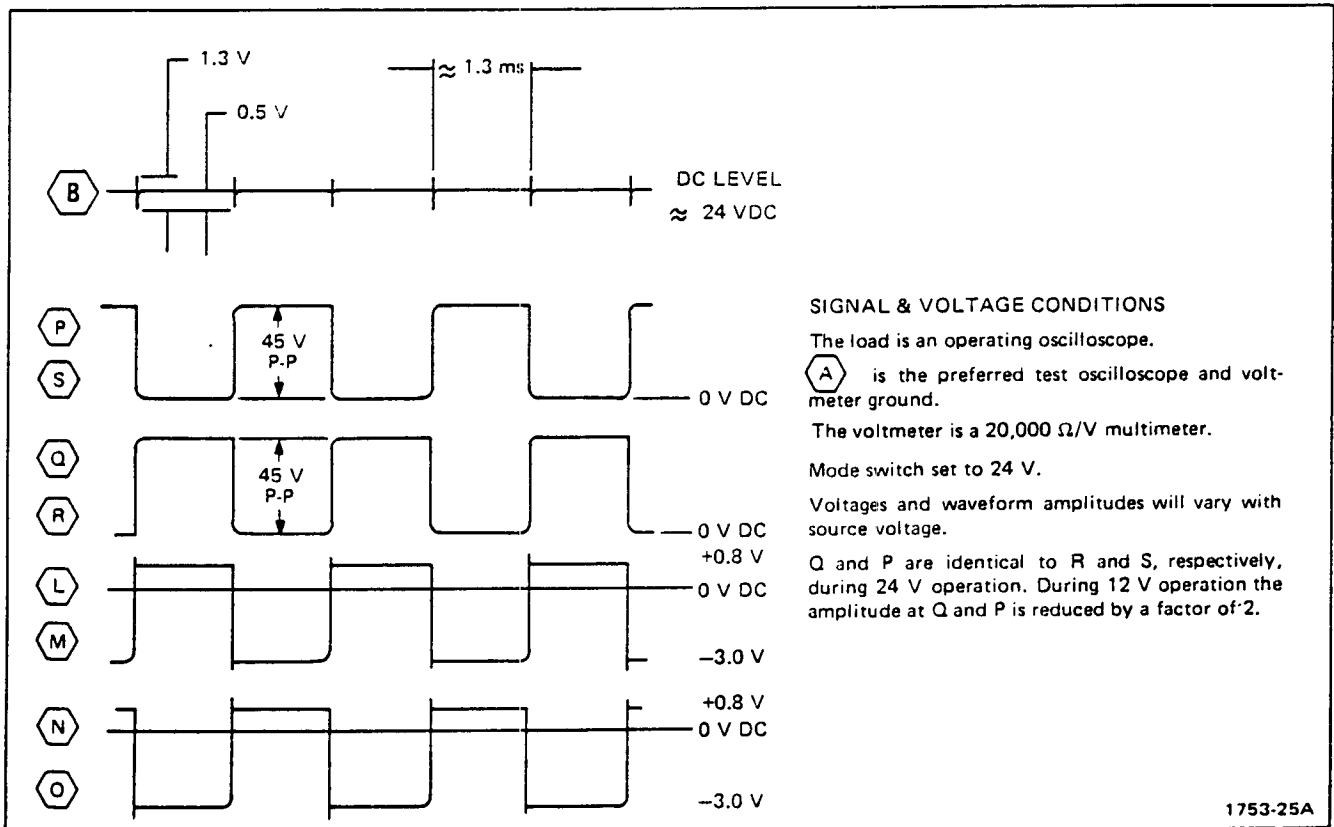 1.3 V
≈ 1.3 ms
0.5 V
B
DC LEVEL
≈ 24 VDC
P
S
45 V
P-P
0 V DC
Q
R
45 V
P-P
0 V DC
L
M
+0.8 V
0 V DC
−3.0 V
N
O
+0.8 V
0 V DC
−3.0 V
SIGNAL & VOLTAGE CONDITIONS
The load is an operating oscilloscope.
A is the preferred test oscilloscope and volt-
meter ground.
The voltmeter is a 20,000 Ω/V multimeter.
Mode switch set to 24 V.
Voltages and waveform amplitudes will vary with
source voltage.
Q and P are identical to R and S, respectively,
during 24 V operation. During 12 V operation the
amplitude at Q and P is reduced by a factor of 2.
1753-25A